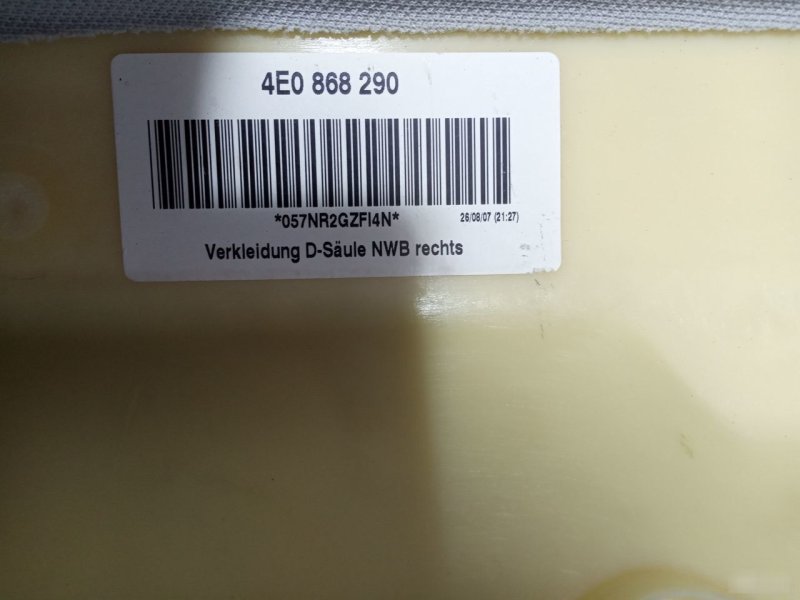 4E0 868 290
*057NR2GZFI4N* 26/08/07 (21:27)
Verkleidung D-Säule NWB rechts